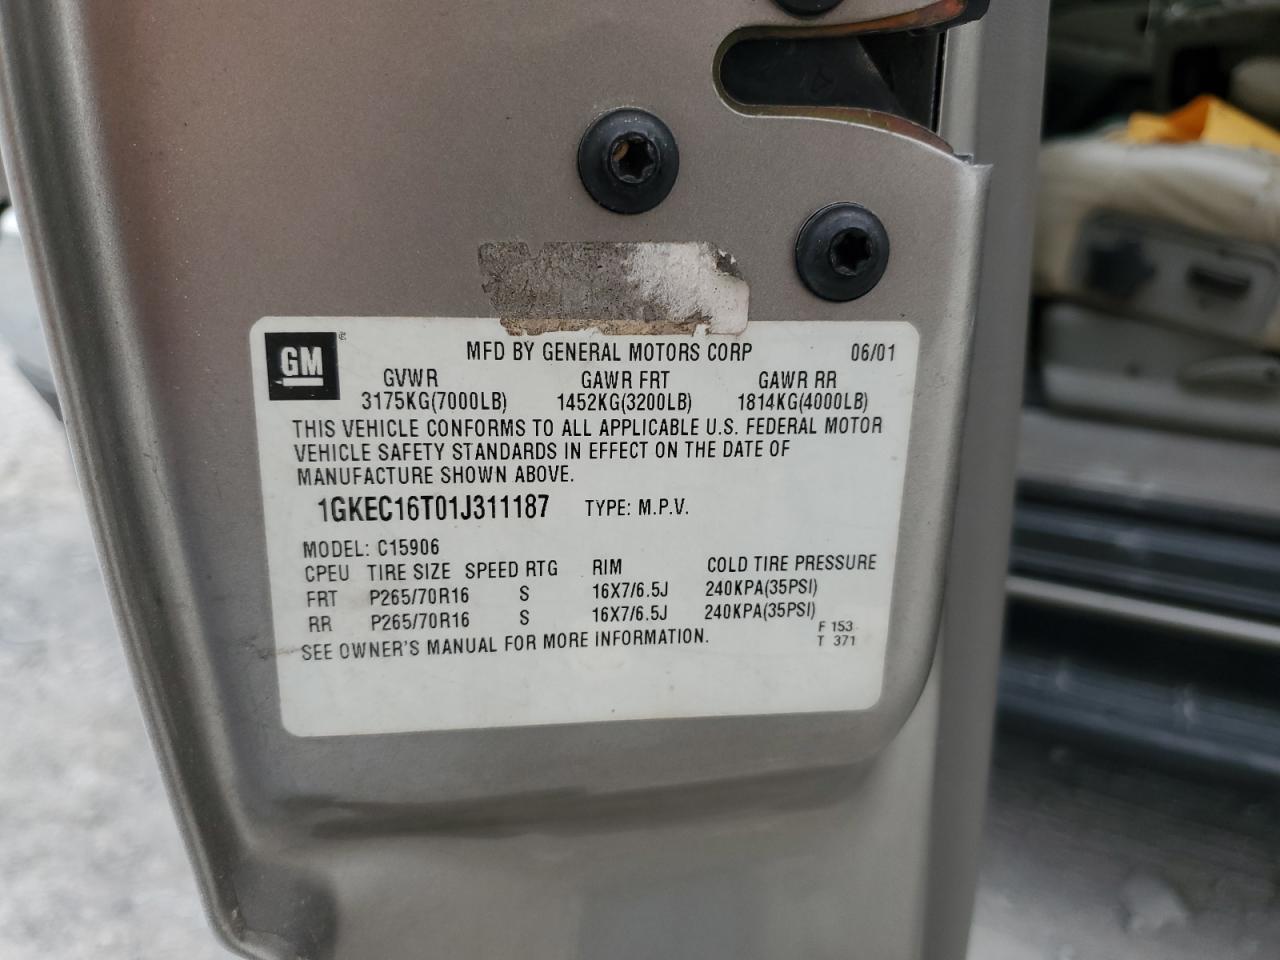 GM ©
MFD BY GENERAL MOTORS CORP 06/01
GVWR GAWR FRT GAWR RR
3175KG(7000LB) 1452KG(3200LB) 1814KG(4000LB)
THIS VEHICLE CONFORMS TO ALL APPLICABLE U.S. FEDERAL MOTOR
VEHICLE SAFETY STANDARDS IN EFFECT ON THE DATE OF
MANUFACTURE SHOWN ABOVE.
1GKEC16T01J311187 TYPE: M.P.V.
MODEL: C15906
CPEU TIRE SIZE SPEED RTG RIM COLD TIRE PRESSURE
FRT P265/70R16 S 16X7/6.5J 240KPA(35PSI)
RR P265/70R16 S 16X7/6.5J 240KPA(35PSI)
SEE OWNER'S MANUAL FOR MORE INFORMATION.
F 153
T 371